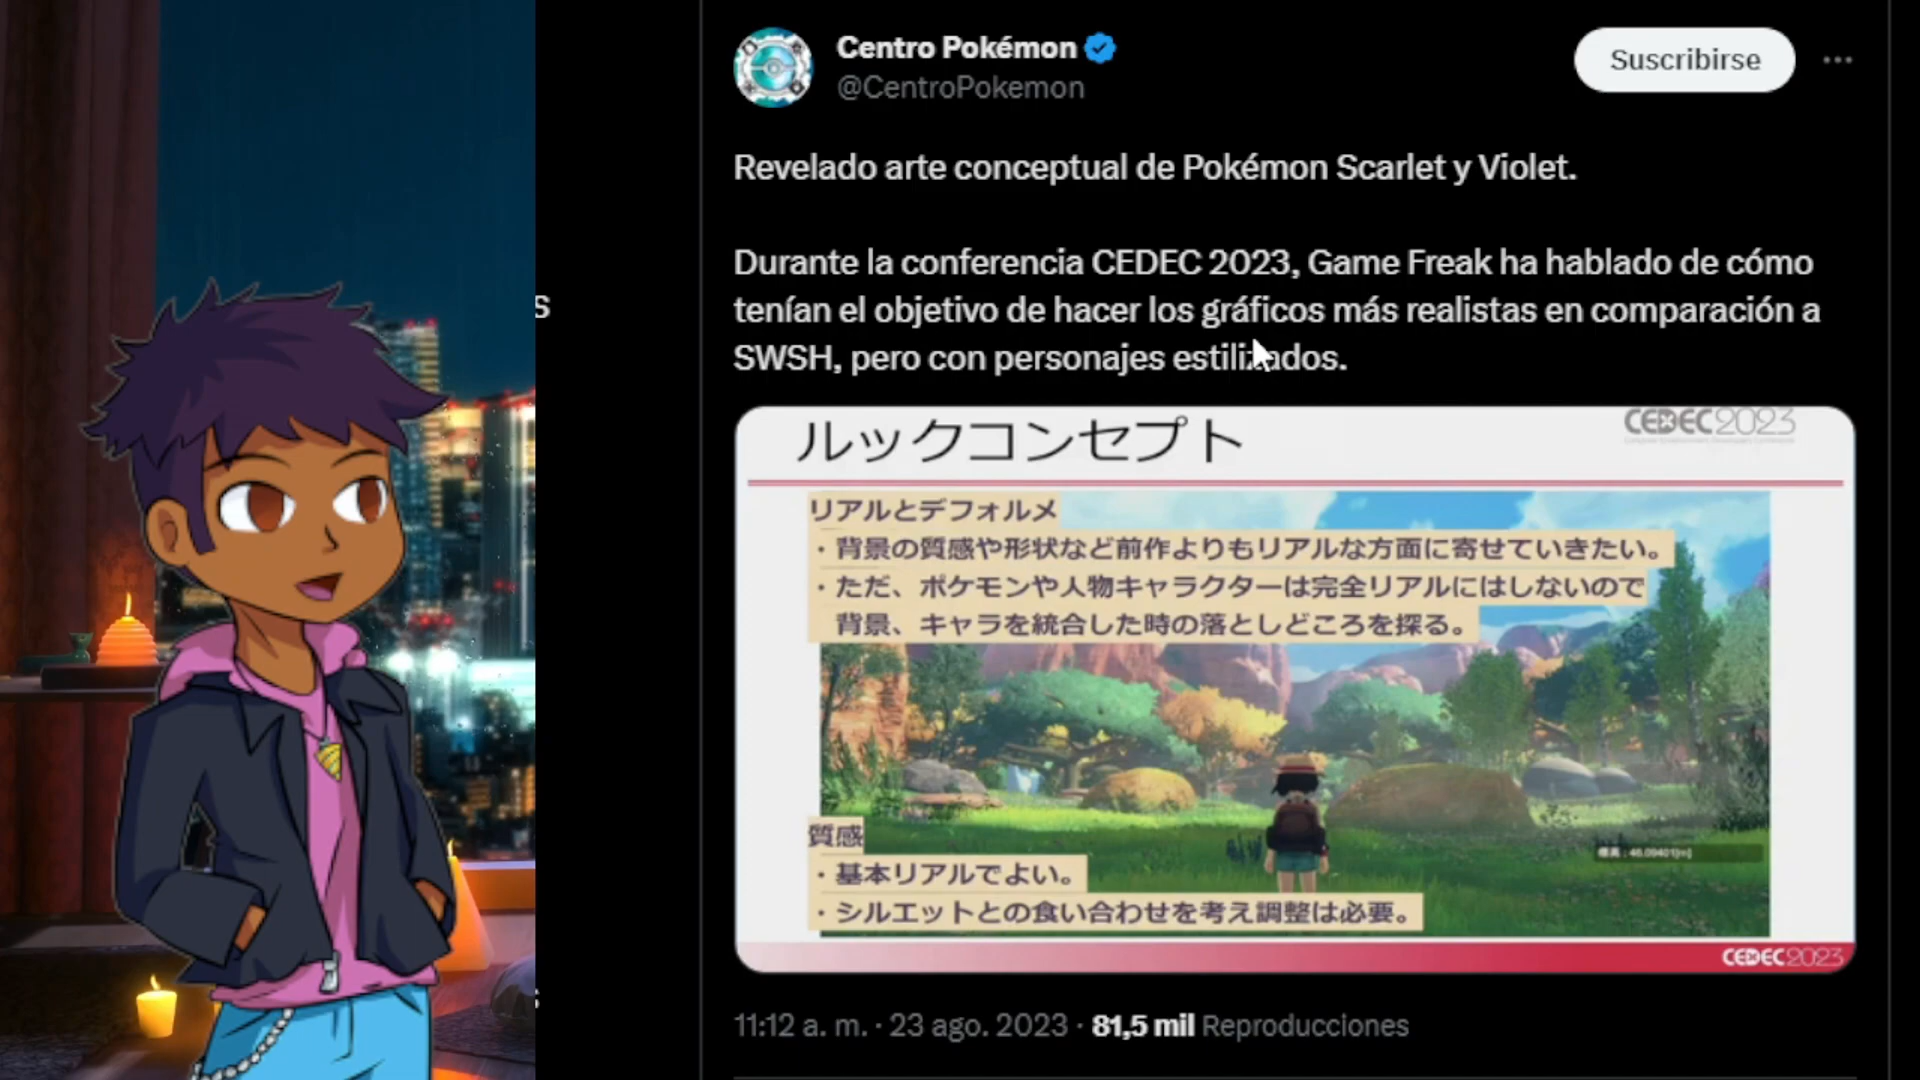 Centro Pokémon
@CentroPokemon
Suscribirse
Revelado arte conceptual de Pokémon Scarlet y Violet.
Durante la conferencia CEDEC 2023, Game Freak ha hablado de cómo
tenían el objetivo de hacer los gráficos más realistas en comparación a
SWSH, pero con personajes estilizados.
s
CEDEC2023
ルックコンセプト
リアルとデフォルメ
・背景の質感や形状など前作よりもリアルな方面に寄せていきたい。
・ただ、ポケモンや人物キャラクターは完全リアルにはしないので
背景、キャラを統合した時の落としどころを探る。
質感
・基本リアルでよい。
・シルエットとの食い合わせを考え調整は必要。
CEDEC2023
11:12 a. m. · 23 ago. 2023 · 81,5 mil Reproducciones